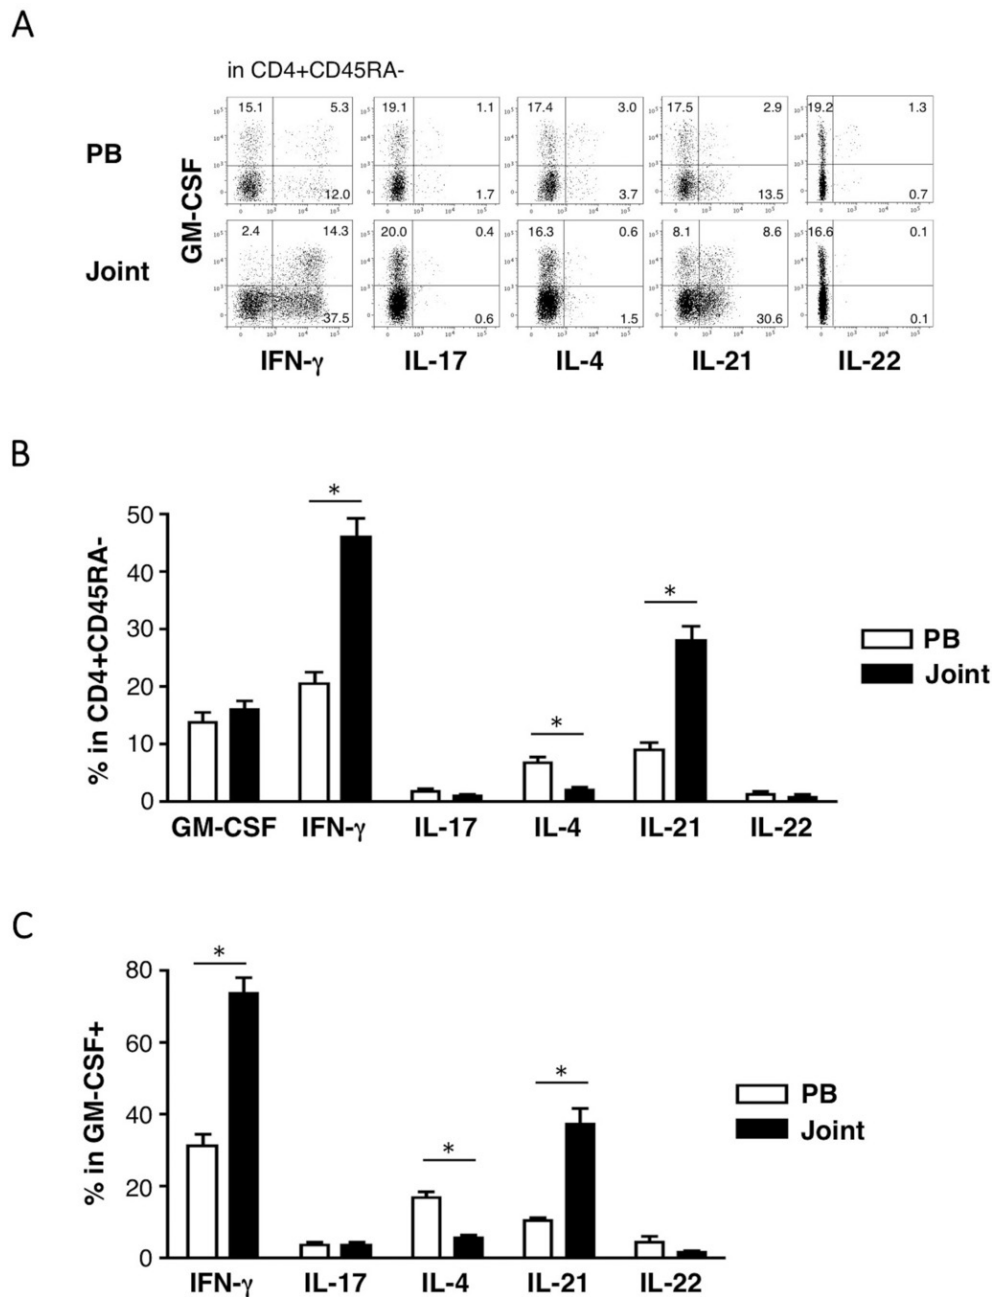 A
in CD4+CD45RA-
PB
GM-CSF
15.1 5.3
12.0
19.1 1.1
1.7
17.4 3.0
3.7
17.5 2.9
13.5
19.2 1.3
0.7
Joint
2.4 14.3
37.5
20.0 0.4
0.6
16.3 0.6
1.5
8.1 8.6
30.6
16.6 0.1
0.1
IFN-γ IL-17 IL-4 IL-21 IL-22
B
% in CD4+CD45RA-
50
40
30
20
10
0
*
*
*
GM-CSF IFN-γ IL-17 IL-4 IL-21 IL-22
PB
Joint
C
% in GM-CSF+
80
60
40
20
0
*
*
*
IFN-γ IL-17 IL-4 IL-21 IL-22
PB
Joint